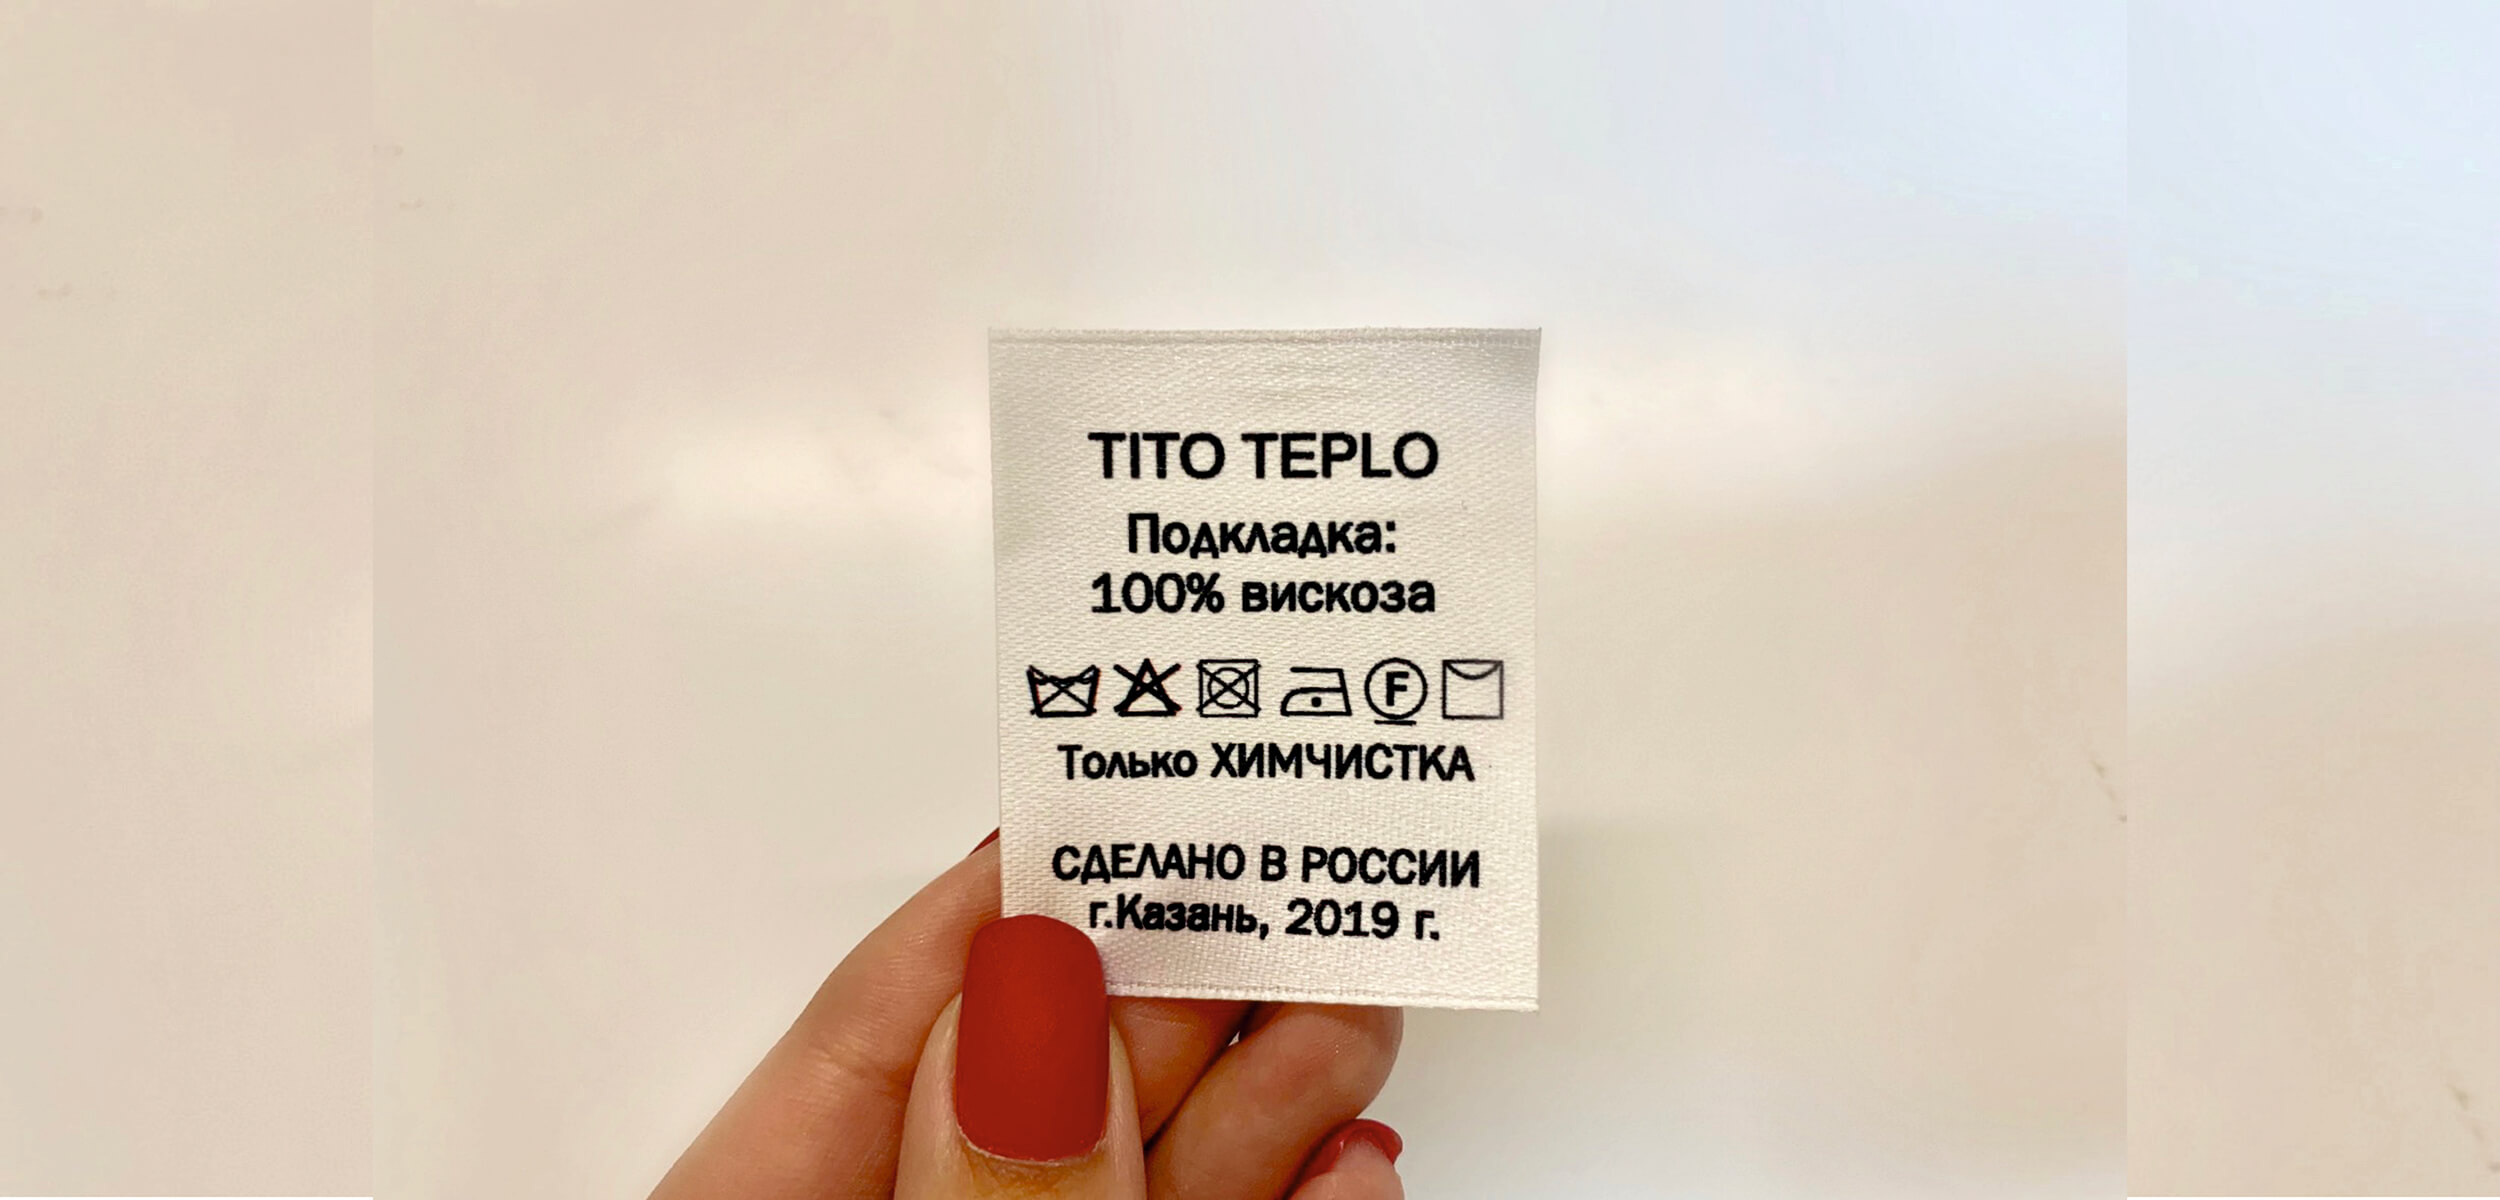 TITO TEPLO
Подкладка:
100% вискоза
F
Только ХИМЧИСТКА
СДЕЛАНО В РОССИИ
г.Казань, 2019 г.